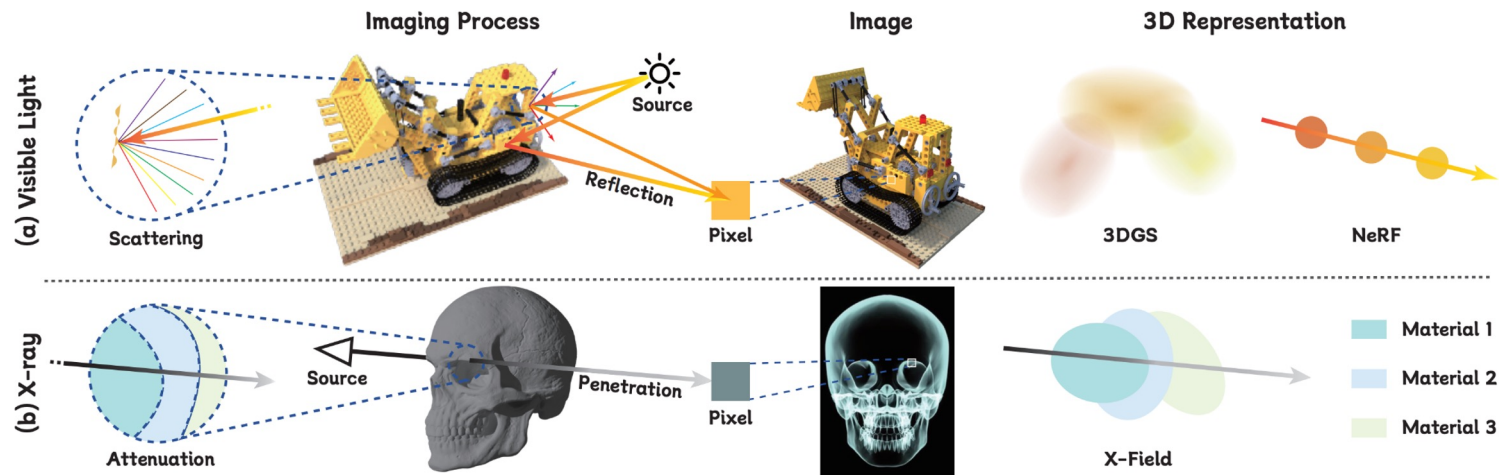 Imaging Process
Image
3D Representation
(a) Visible Light
Source
Reflection
Scattering
Pixel
3DGS
NeRF
(b) X-ray
Source
Penetration
Attenuation
Pixel
X-Field
Material 1
Material 2
Material 3